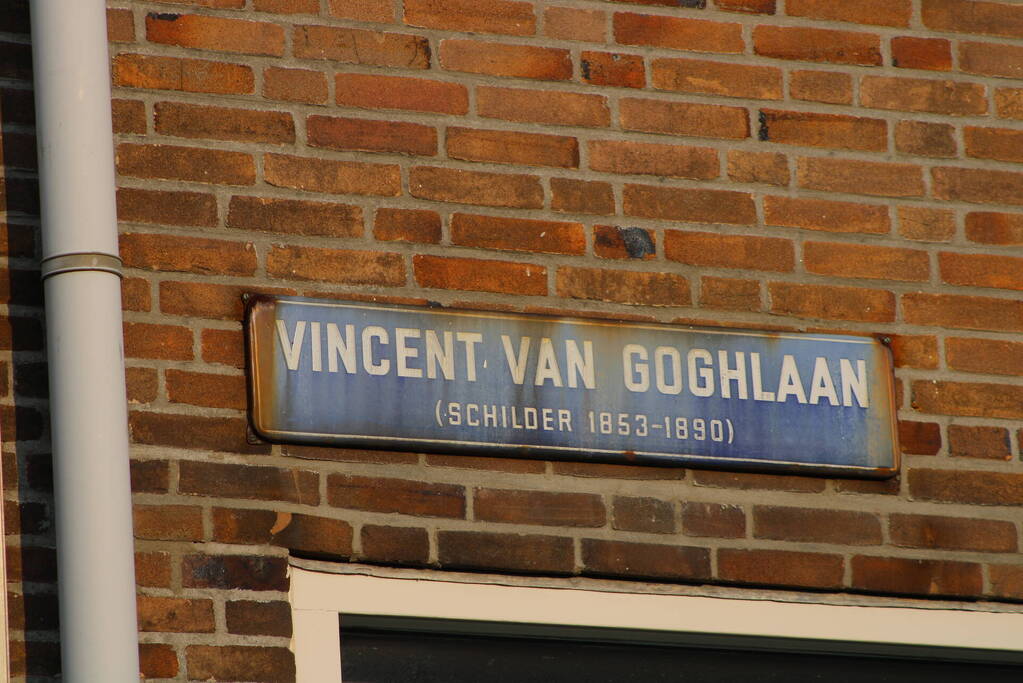 VINCENT VAN GOGHLAAN
(SCHILDER 1853-1890)